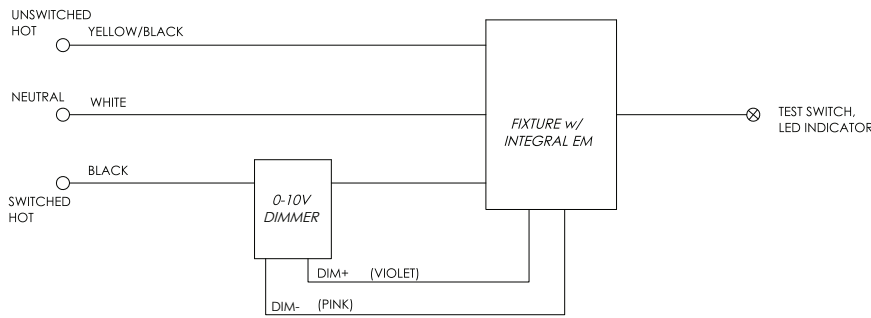 UNSWITCHED
HOT
YELLOW/BLACK
NEUTRAL
WHITE
FIXTURE w/
INTEGRAL EM
TEST SWITCH,
LED INDICATOR
BLACK
SWITCHED
HOT
0-10V
DIMMER
DIM+ (VIOLET)
DIM- (PINK)